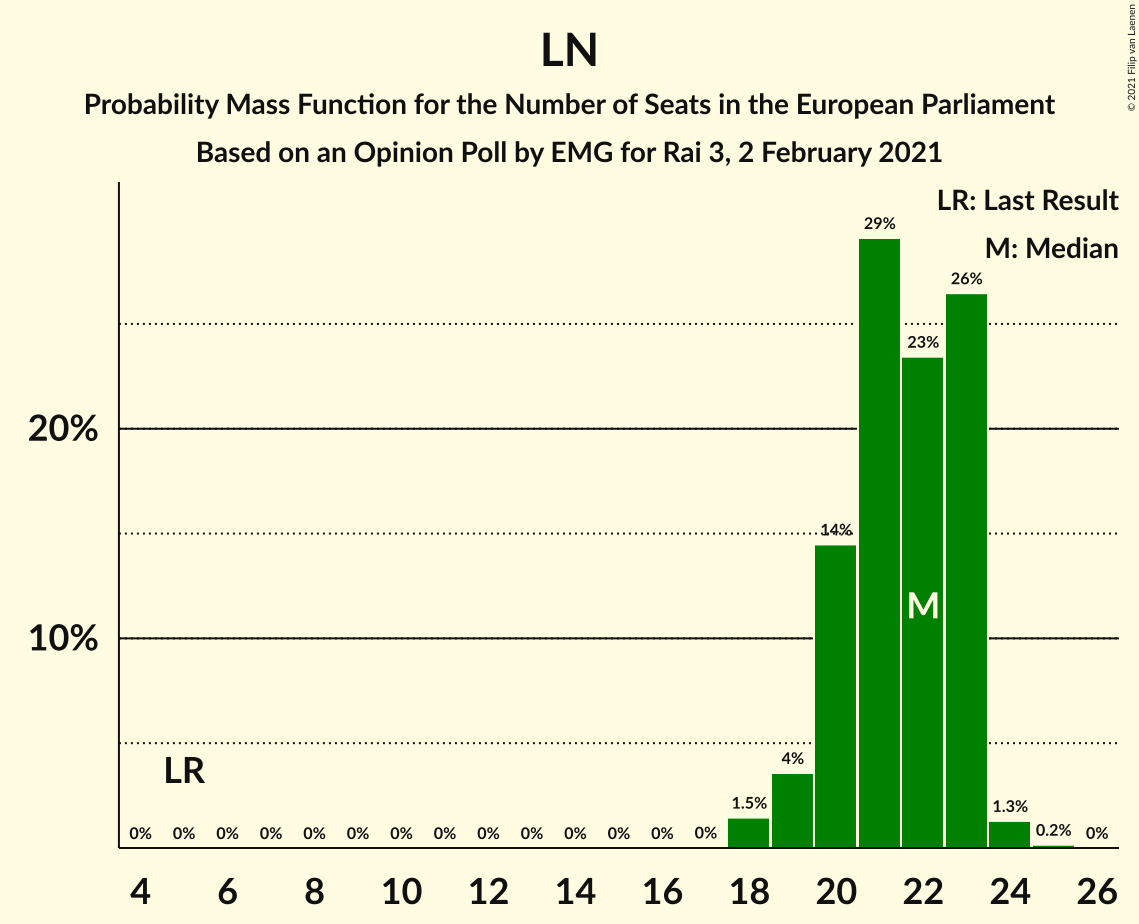 LN
Probability Mass Function for the Number of Seats in the European Parliament
Based on an Opinion Poll by EMG for Rai 3, 2 February 2021
© 2021 Filip van Laenen
LR: Last Result
M: Median
29%
26%
23%
20%
14%
M
10%
LR
4%
1.5%
1.3%
0.2%
0% 0% 0% 0% 0% 0% 0% 0% 0% 0% 0% 0% 0% 0% 0%
4 6 8 10 12 14 16 18 20 22 24 26